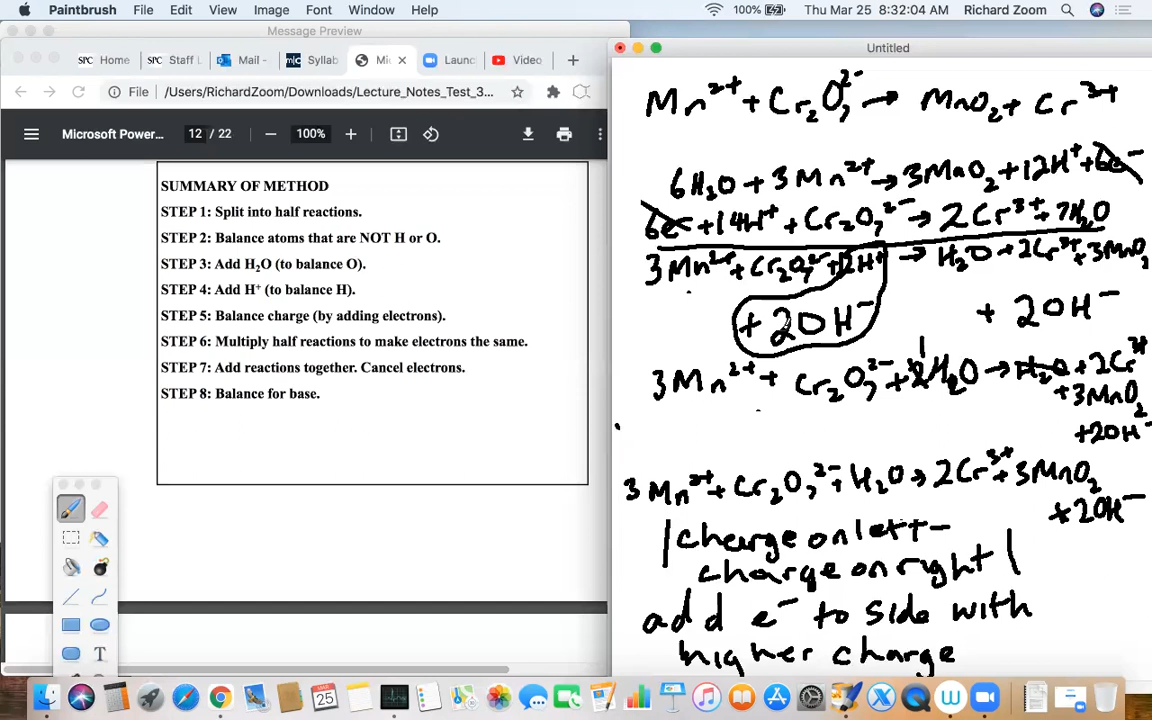 Paintbrush File Edit View Image Font Window Help 100% Thu Mar 25 8:32:04 AM Richard Zoom
Message Preview
SPC Home SPC Staff L Mail - m|c Syllab Mi Launc Video
File /Users/RichardZoom/Downloads/Lecture_Notes_Test_3...
Microsoft Power... 12 / 22 100%
SUMMARY OF METHOD
STEP 1: Split into half reactions.
STEP 2: Balance atoms that are NOT H or O.
STEP 3: Add H₂O (to balance O).
STEP 4: Add H⁺ (to balance H).
STEP 5: Balance charge (by adding electrons).
STEP 6: Multiply half reactions to make electrons the same.
STEP 7: Add reactions together. Cancel electrons.
STEP 8: Balance for base.
T
Untitled
Mn²⁺ + Cr₂O₇²⁻ → MnO₂ + Cr³⁺
6H₂O + 3Mn²⁺ → 3MnO₂ + 12H⁺ + 6e⁻
6e⁻ + 14H⁺ + Cr₂O₇²⁻ → 2Cr³⁺ + 7H₂O
3Mn²⁺ + Cr₂O₇²⁻ + 2H⁺ → H₂O + 2Cr³⁺ + 3MnO₂
+ 2OH⁻ + 2OH⁻
3Mn²⁺ + Cr₂O₇²⁻ + 1 2H₂O → H₂O + 2Cr³⁺
+ 3MnO₂
+ 2OH⁻
3Mn²⁺ + Cr₂O₇²⁻ + H₂O → 2Cr³⁺ + 3MnO₂
+ 2OH⁻
|charge on left -
charge on right|
add e⁻ to side with
higher charge